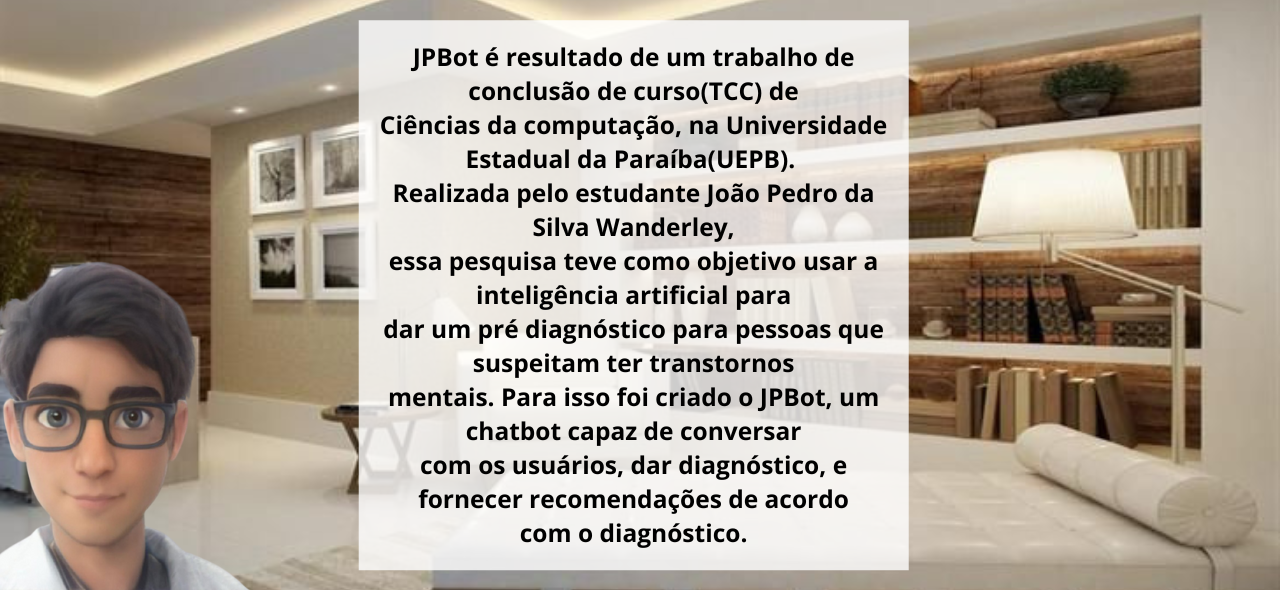 JPBot é resultado de um trabalho de
conclusão de curso(TCC) de
Ciências da computação, na Universidade
Estadual da Paraíba(UEPB).
Realizada pelo estudante João Pedro da
Silva Wanderley,
essa pesquisa teve como objetivo usar a
inteligência artificial para
dar um pré diagnóstico para pessoas que
suspeitam ter transtornos
mentais. Para isso foi criado o JPBot, um
chatbot capaz de conversar
com os usuários, dar diagnóstico, e
fornecer recomendações de acordo
com o diagnóstico.